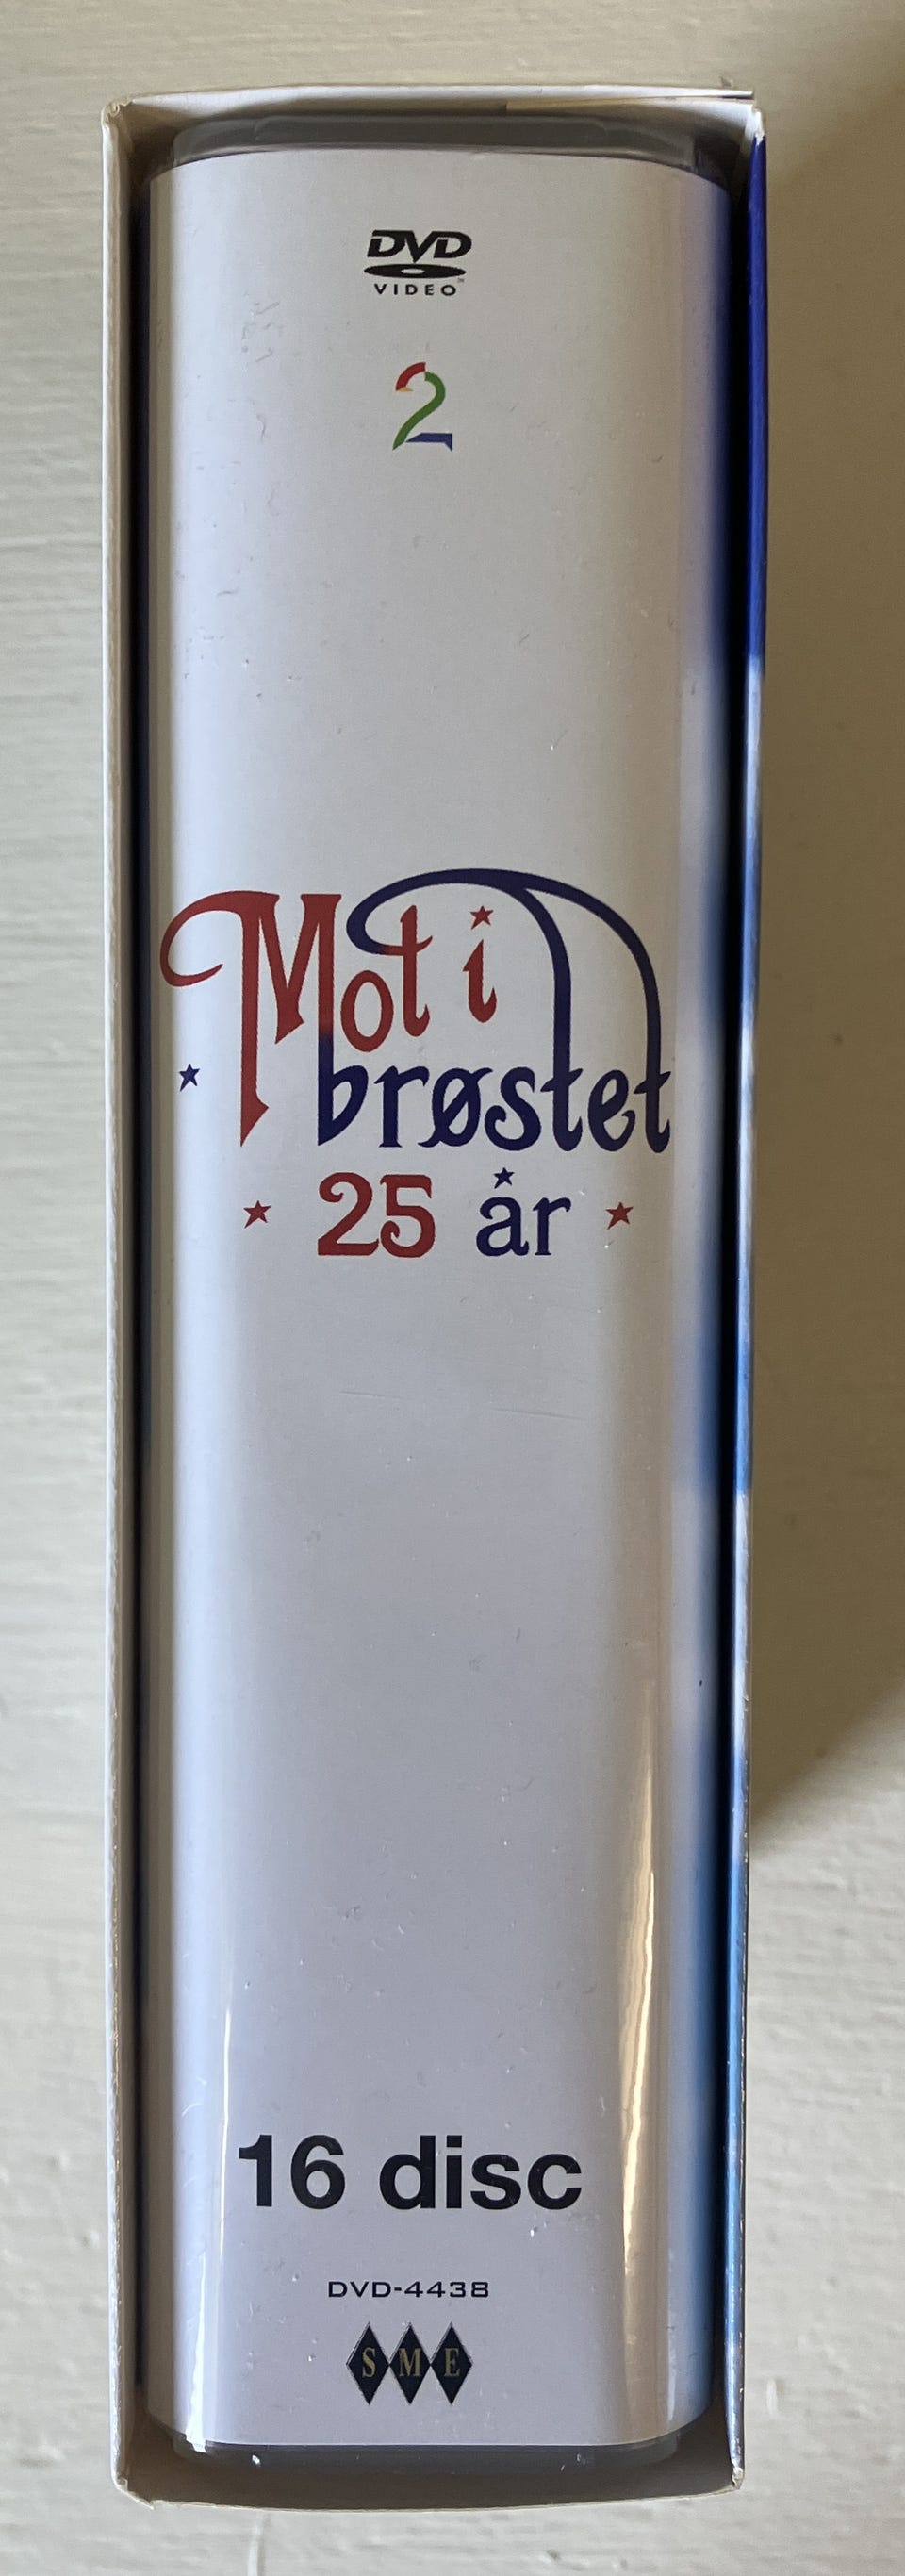 DVD
VIDEO
2
Mot i
brøstet
25 år
16 disc
DVD-4438
SME